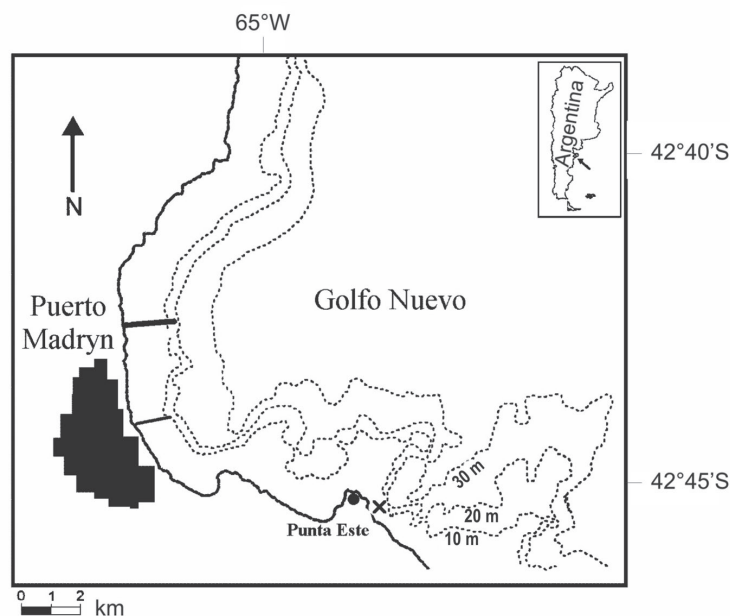 65°W
Argentina
42°40'S
N
Golfo Nuevo
Puerto
Madryn
30 m
20 m
10 m
42°45'S
Punta Este
0 1 2
km